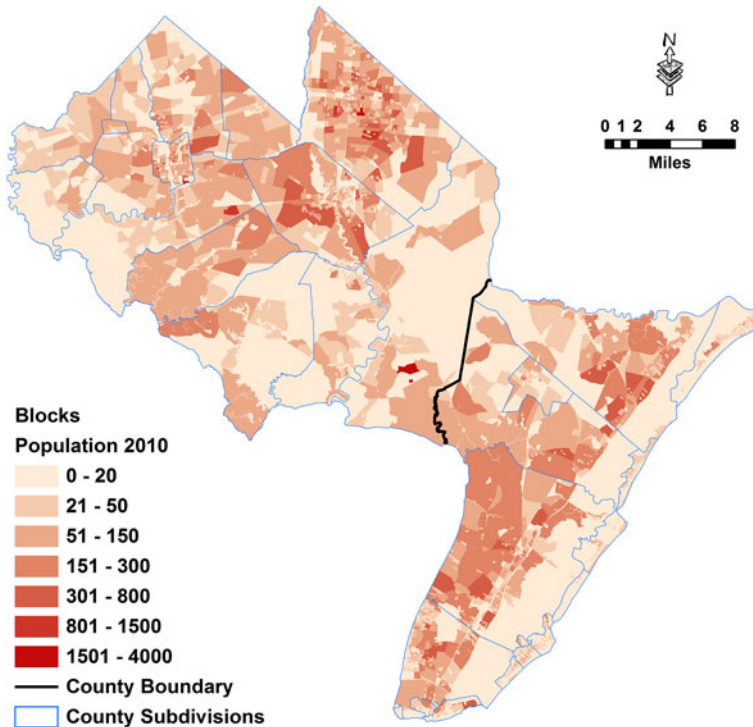 N
0 1 2 4 6 8
Miles
Blocks
Population 2010
0 - 20
21 - 50
51 - 150
151 - 300
301 - 800
801 - 1500
1501 - 4000
County Boundary
County Subdivisions